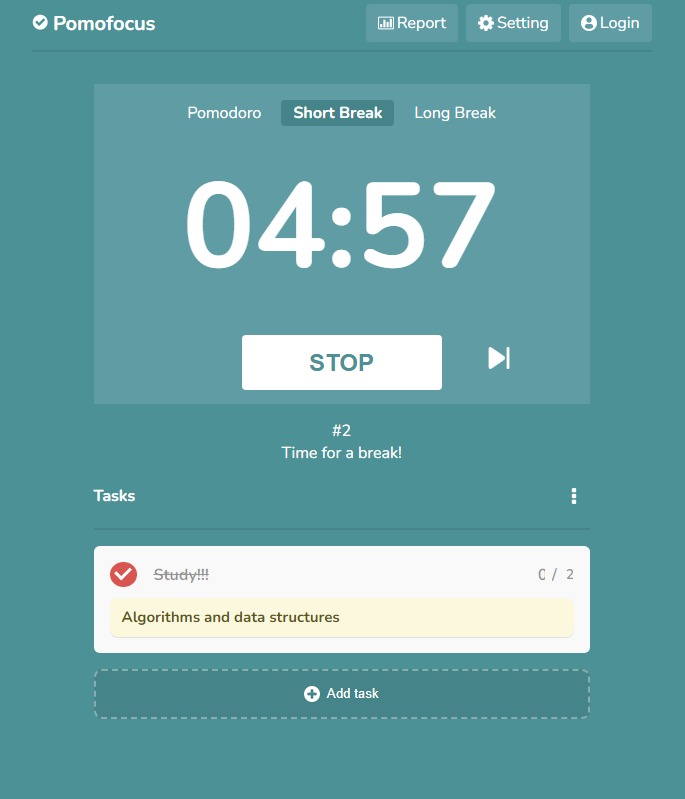 Pomofocus
Report
Setting
Login
Pomodoro
Short Break
Long Break
04:57
STOP
#2
Time for a break!
Tasks
Study!!!
0 / 2
Algorithms and data structures
Add task